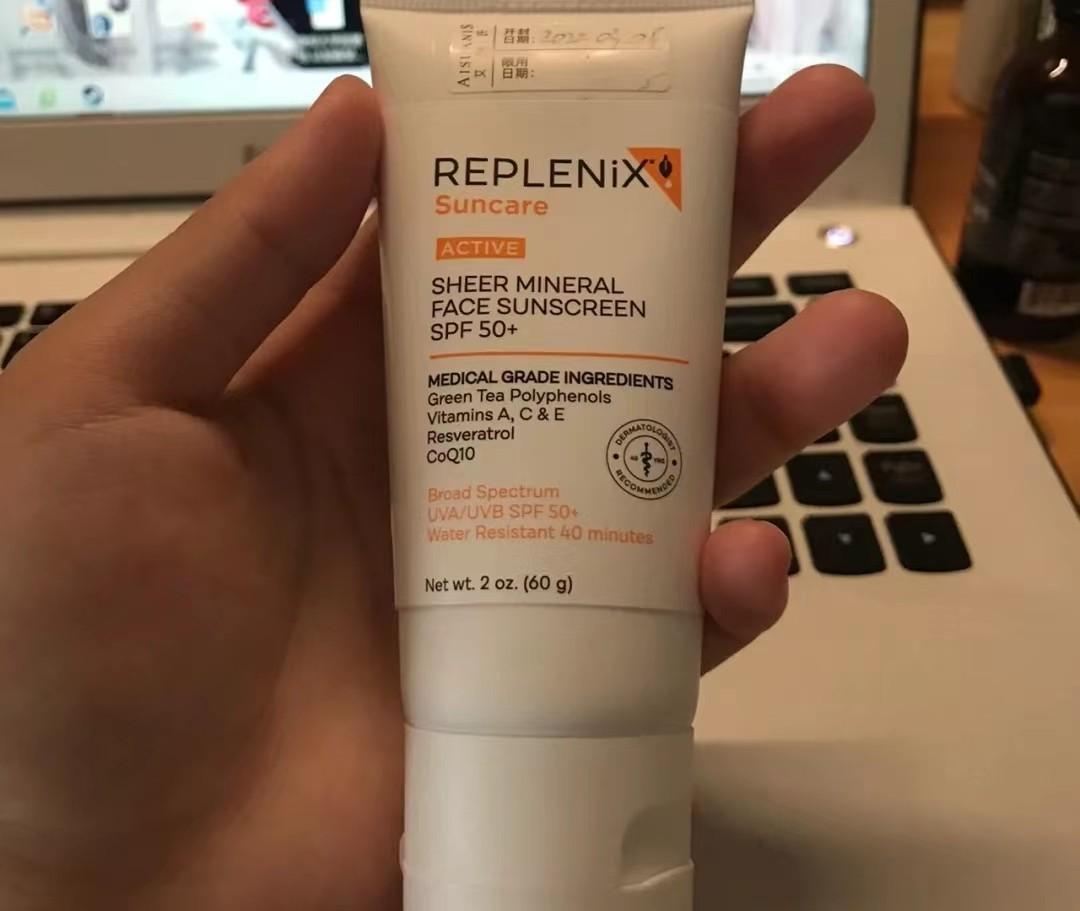 开封
日期：
限用
日期：
REPLENiX™
Suncare
ACTIVE
SHEER MINERAL
FACE SUNSCREEN
SPF 50+
MEDICAL GRADE INGREDIENTS
Green Tea Polyphenols
Vitamins A, C & E
Resveratrol
CoQ10
DERMATOLOGIST
RECOMMENDED
Broad Spectrum
UVA/UVB SPF 50+
Water Resistant 40 minutes
Net wt. 2 oz. (60 g)